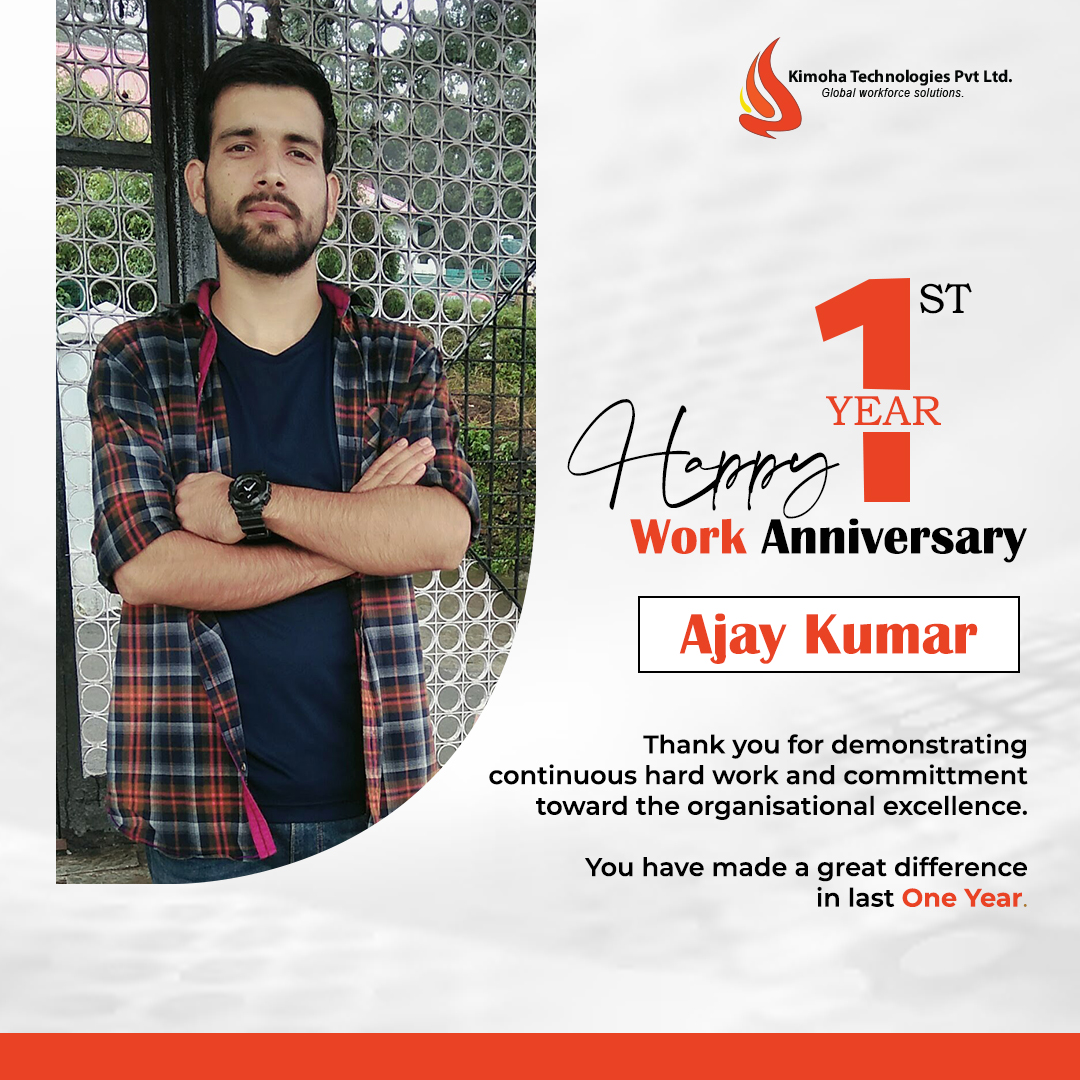 Kimoha Technologies Pvt Ltd.
Global workforce solutions.
1ST
YEAR
Happy
Work Anniversary
Ajay Kumar
Thank you for demonstrating
continuous hard work and committment
toward the organisational excellence.
You have made a great difference
in last One Year.